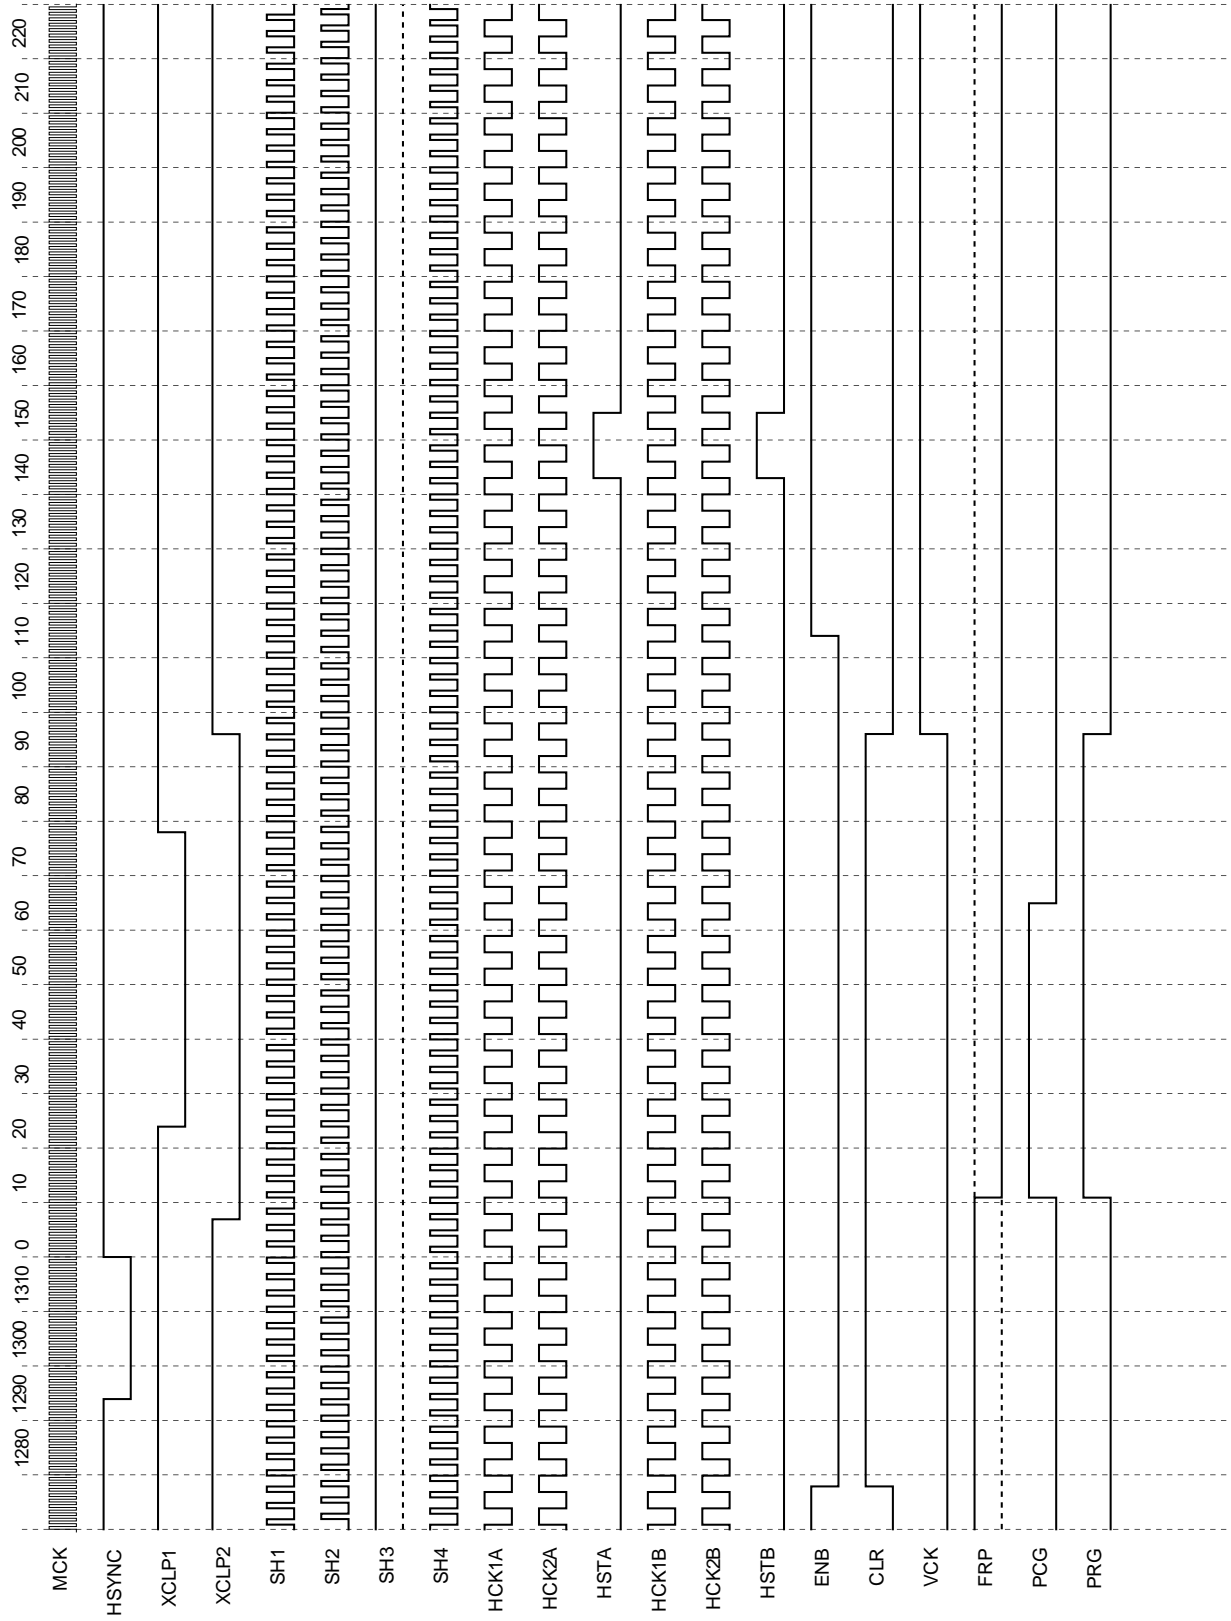 MCK
HSYNC
XCLP1
XCLP2
SH1
SH2
SH3
SH4
HCK1A
HCK2A
HSTA
HCK1B
HCK2B
HSTB
ENB
CLR
VCK
FRP
PCG
PRG
1280
1290
1300
1310
0
10
20
30
40
50
60
70
80
90
100
110
120
130
140
150
160
170
180
190
200
210
220